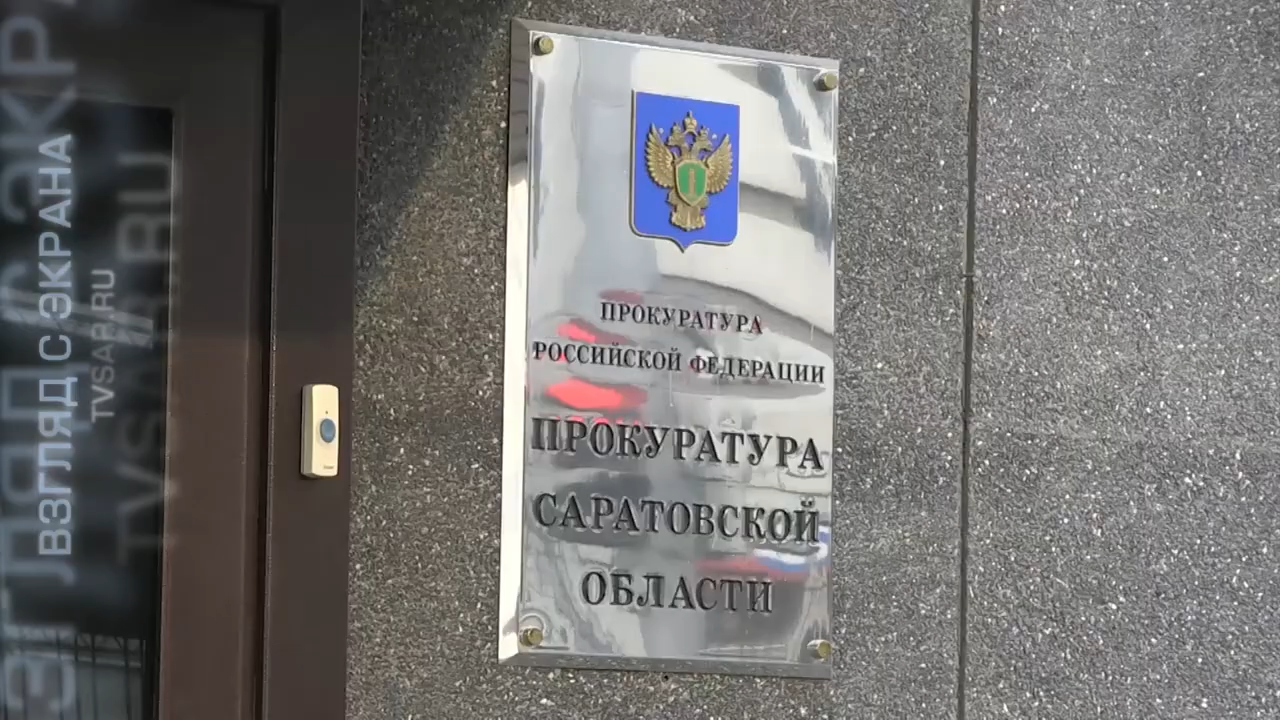 ПРОКУРАТУРА
РОССИЙСКОЙ ФЕДЕРАЦИИ
ПРОКУРАТУРА
САРАТОВСКОЙ
ОБЛАСТИ
ВЗГЛЯД С ЭКРАНА
TVSAR.RU